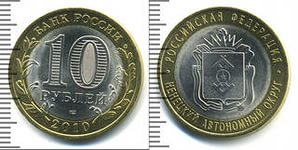 БАНК РОССИИ
10
РУБЛЕЙ
2010
РОССИЙСКАЯ ФЕДЕРАЦИЯ
НЕНЕЦКИЙ АВТОНОМНЫЙ ОКРУГ